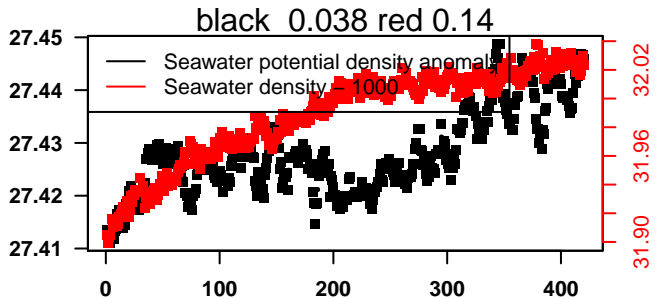 black 0.038 red 0.14
27.45
27.44
27.43
27.42
27.41
Seawater potential density anomaly
Seawater density − 1000
32.02
31.96
31.90
0 100 200 300 400